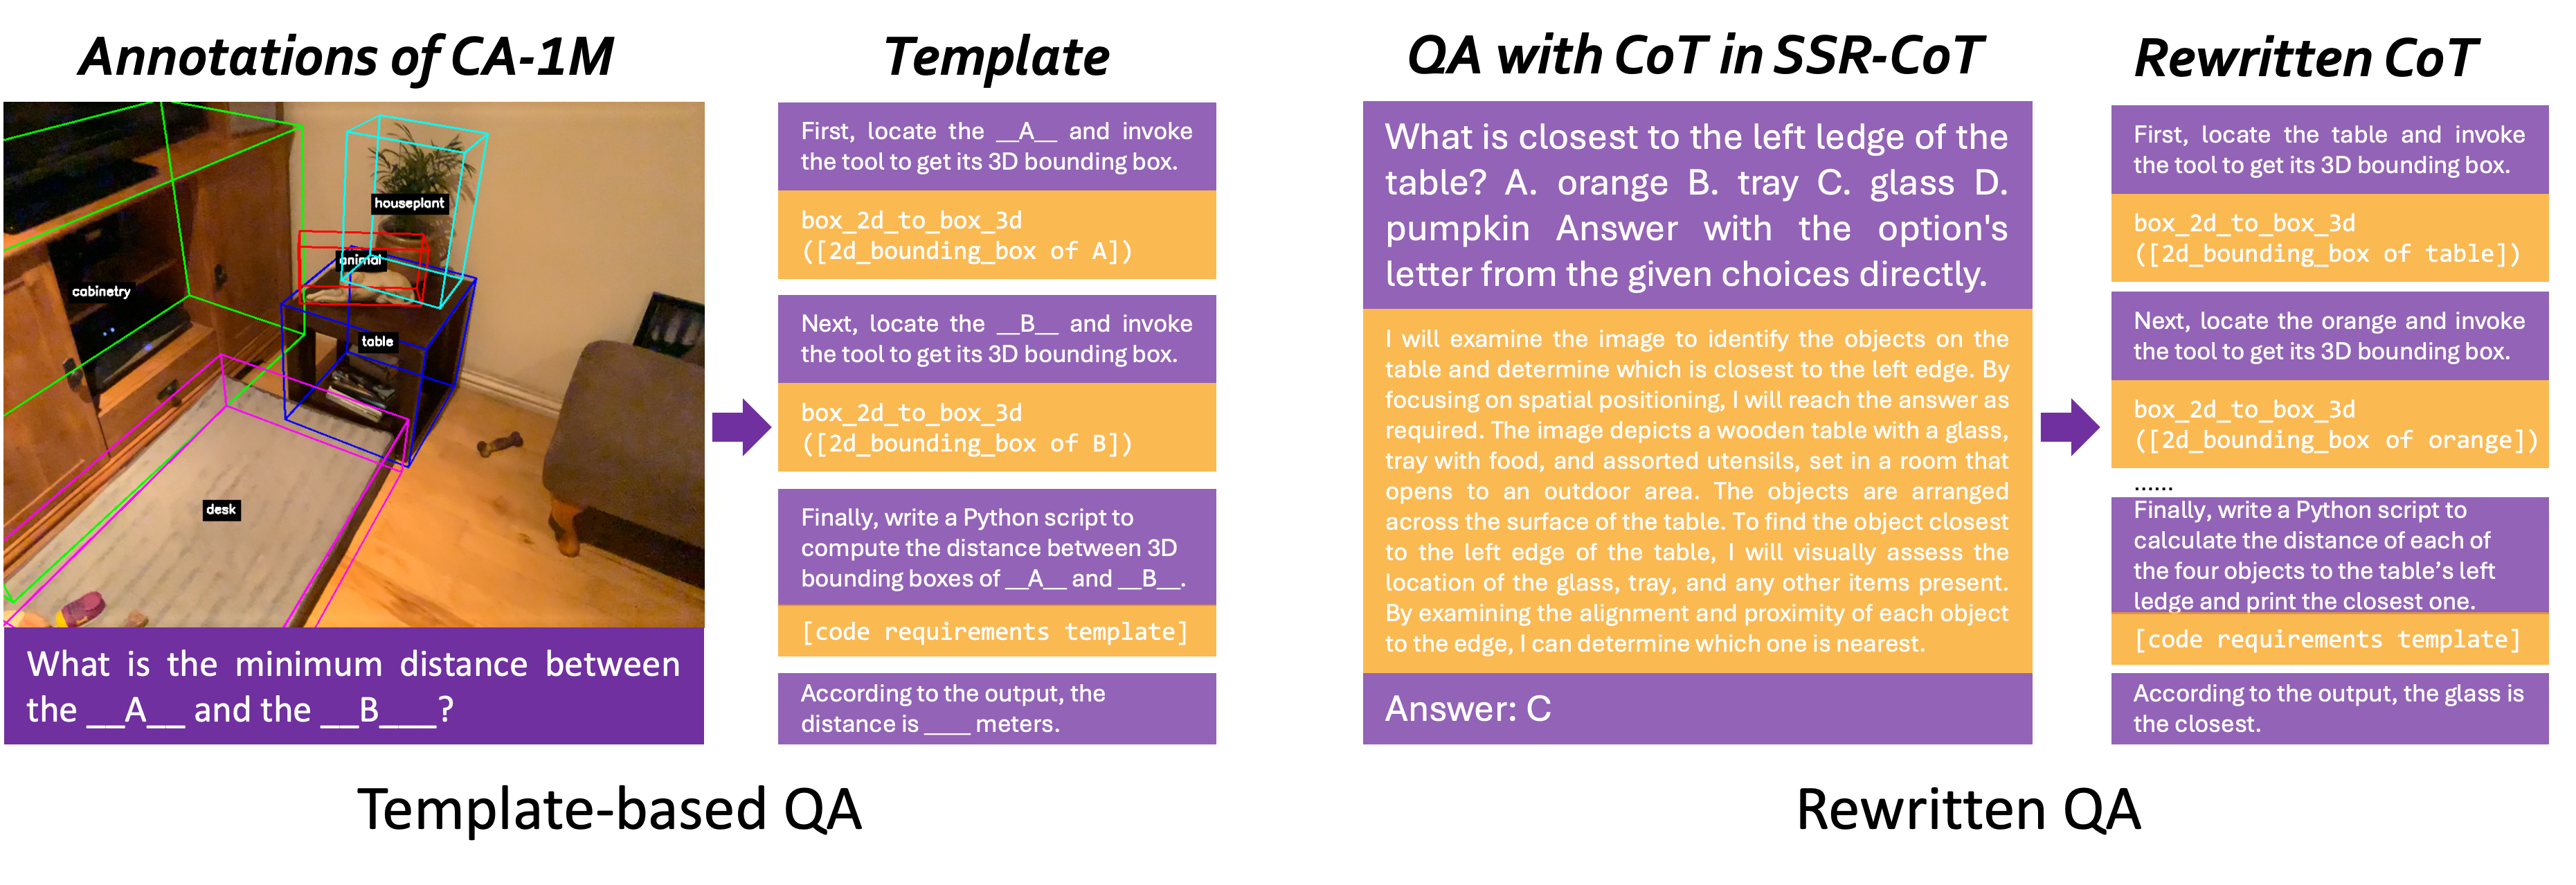 Annotations of CA-1M
houseplant
animal
cabinetry
table
desk
What is the minimum distance between
the __A__ and the __B___?
Template
First, locate the __A__ and invoke
the tool to get its 3D bounding box.
box_2d_to_box_3d
([2d_bounding_box of A])
Next, locate the __B__ and invoke
the tool to get its 3D bounding box.
box_2d_to_box_3d
([2d_bounding_box of B])
Finally, write a Python script to
compute the distance between 3D
bounding boxes of __A__ and __B__.
[code requirements template]
According to the output, the
distance is ____ meters.
Template-based QA
QA with CoT in SSR-CoT
What is closest to the left ledge of the
table? A. orange B. tray C. glass D.
pumpkin Answer with the option's
letter from the given choices directly.
I will examine the image to identify the objects on the
table and determine which is closest to the left edge. By
focusing on spatial positioning, I will reach the answer as
required. The image depicts a wooden table with a glass,
tray with food, and assorted utensils, set in a room that
opens to an outdoor area. The objects are arranged
across the surface of the table. To find the object closest
to the left edge of the table, I will visually assess the
location of the glass, tray, and any other items present.
By examining the alignment and proximity of each object
to the edge, I can determine which one is nearest.
Answer: C
Rewritten CoT
First, locate the table and invoke
the tool to get its 3D bounding box.
box_2d_to_box_3d
([2d_bounding_box of table])
Next, locate the orange and invoke
the tool to get its 3D bounding box.
box_2d_to_box_3d
([2d_bounding_box of orange])
......
Finally, write a Python script to
calculate the distance of each of
the four objects to the table's left
ledge and print the closest one.
[code requirements template]
According to the output, the glass is
the closest.
Rewritten QA